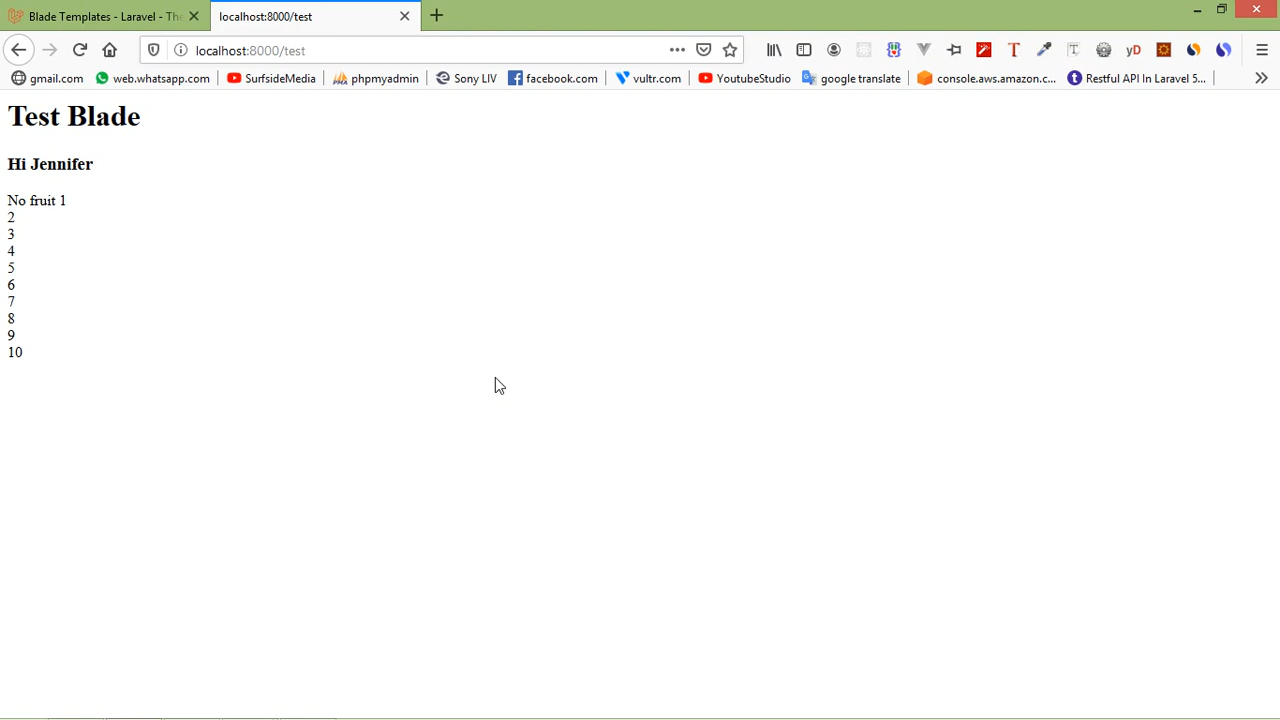 Blade Templates - Laravel - Th
localhost:8000/test
localhost:8000/test
gmail.com
web.whatsapp.com
SurfsideMedia
phpmyadmin
Sony LIV
facebook.com
vultr.com
YoutubeStudio
google translate
console.aws.amazon.c...
Restful API In Laravel 5...
Test Blade
Hi Jennifer
No fruit 1
2
3
4
5
6
7
8
9
10